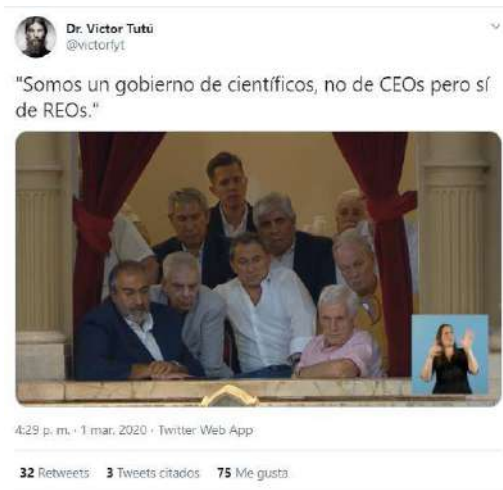 Dr. Victor Tutú
@victorfyt
"Somos un gobierno de científicos, no de CEOs pero sí
de REOs."
4:29 p. m. · 1 mar. 2020 · Twitter Web App
32 Retweets 3 Tweets citados 75 Me gusta